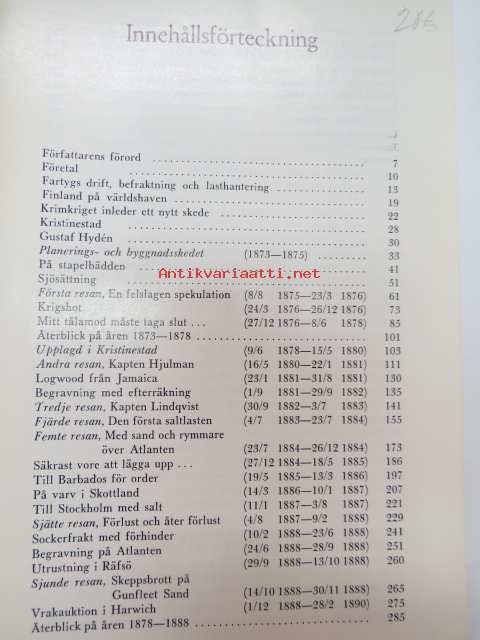 286
Innehållsförteckning
Författarens förord 7
Företal 10
Fartygs drift, befraktning och lasthantering 13
Finland på världshaven 19
Krimkriget inleder ett nytt skede 22
Kristinestad 28
Gustaf Hydén 30
Planerings- och byggnadsskedet (1873—1875) 33
På stapelbädden 41
Antikvariaatti.net
Sjösättning 51
Första resan, En felslagen spekulation (8/8 1875—23/3 1876) 61
Krigshot (24/3 1876—26/12 1876) 73
Mitt tålamod måste taga slut ... (27/12 1876—8/6 1878) 85
Återblick på åren 1873—1878 101
Upplagd i Kristinestad (9/6 1878—15/5 1880) 103
Andra resan, Kapten Hjulman (16/5 1880—22/1 1881) 111
Logwood från Jamaica (23/1 1881—31/8 1881) 130
Begravning med efterräkning (1/9 1881—29/9 1882) 135
Tredje resan, Kapten Lindqvist (30/9 1882—3/7 1883) 141
Fjärde resan, Den första saltlasten (4/7 1883—23/7 1884) 155
Femte resan, Med sand och rymmare
över Atlanten (23/7 1884—26/12 1884) 173
Säkrast vore att lägga upp ... (27/12 1884—18/5 1885) 186
Till Barbados för order (19/5 1885—13/3 1886) 197
På varv i Skottland (14/3 1886—10/1 1887) 207
Till Stockholm med salt (11/1 1887—3/8 1887) 221
Sjätte resan, Förlust och åter förlust (4/8 1887—9/2 1888) 229
Sockerfrakt med förhinder (10/2 1888—23/6 1888) 241
Begravning på Atlanten (24/6 1888—28/9 1888) 251
Utrustning i Räfsö (29/9 1888—13/10 1888) 260
Sjunde resan, Skeppsbrott på
Gunfleet Sand (14/10 1888—30/11 1888) 265
Vrakauktion i Harwich (1/12 1888—28/2 1890) 275
Återblick på åren 1878—1888 285